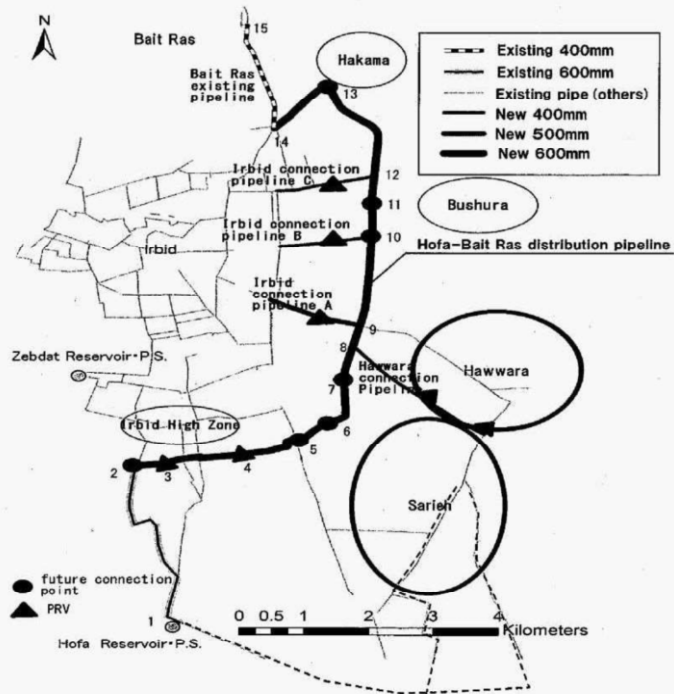 N
15
Bait Ras
Hakama
Bait Ras
existing
pipeline
13
14
Existing 400mm
Existing 600mm
Existing pipe (others)
New 400mm
New 500mm
New 600mm
Irbid connection
pipeline C
12
11
Bushura
Irbid connection
pipeline B
10
Irbid
Hofa-Bait Ras distribution pipeline
Irbid
connection
pipeline A
9
8
Zebdat Reservoir・P.S.
Hawwara
connection
Pipeline
Hawwara
7
Irbid High Zone
6
5
4
3
2
Sarieh
future connection
point
PRV
1
Hofa Reservoir・P.S.
0 0.5 1 2 3 4
Kilometers